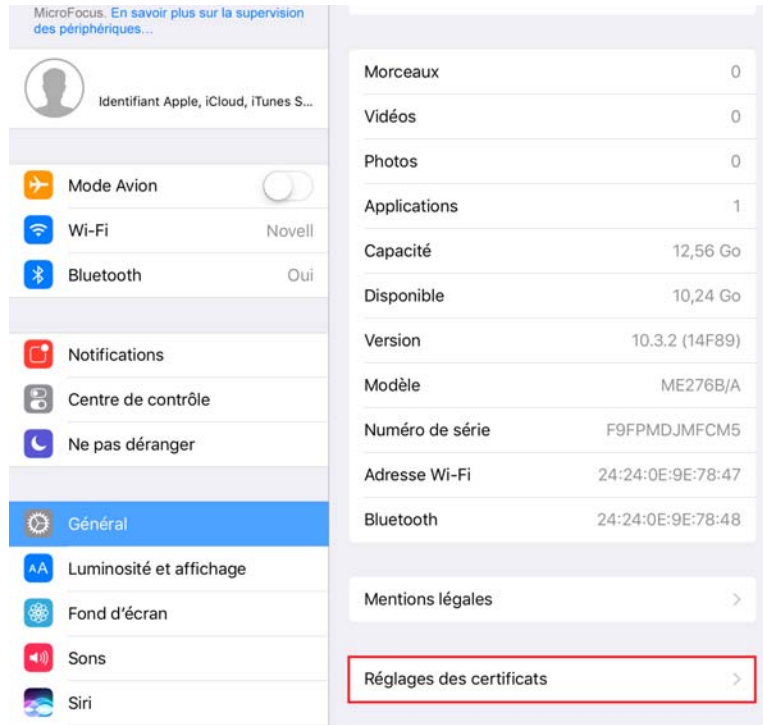 MicroFocus. En savoir plus sur la supervision
des périphériques...
Identifiant Apple, iCloud, iTunes S...
Mode Avion
Wi-Fi Novell
Bluetooth Oui
Notifications
Centre de contrôle
Ne pas déranger
Général
AA Luminosité et affichage
Fond d'écran
Sons
Siri
Morceaux 0
Vidéos 0
Photos 0
Applications 1
Capacité 12,56 Go
Disponible 10,24 Go
Version 10.3.2 (14F89)
Modèle ME276B/A
Numéro de série F9FPMDJMFCM5
Adresse Wi-Fi 24:24:0E:9E:78:47
Bluetooth 24:24:0E:9E:78:48
Mentions légales
Réglages des certificats